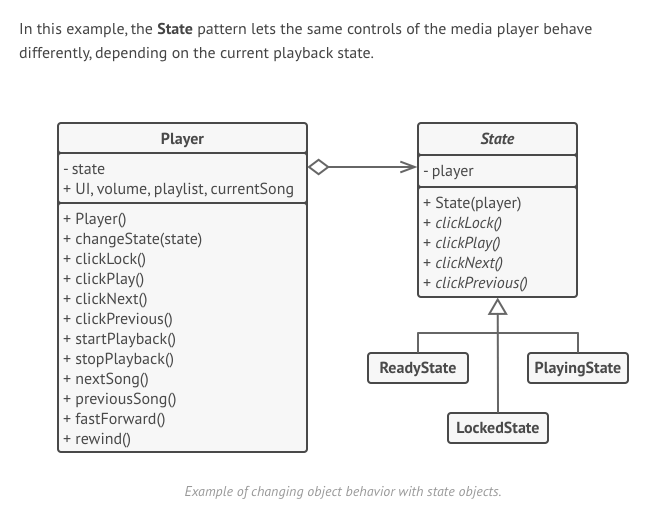 In this example, the State pattern lets the same controls of the media player behave
differently, depending on the current playback state.
Player
- state
+ UI, volume, playlist, currentSong
+ Player()
+ changeState(state)
+ clickLock()
+ clickPlay()
+ clickNext()
+ clickPrevious()
+ startPlayback()
+ stopPlayback()
+ nextSong()
+ previousSong()
+ fastForward()
+ rewind()
State
- player
+ State(player)
+ clickLock()
+ clickPlay()
+ clickNext()
+ clickPrevious()
ReadyState
PlayingState
LockedState
Example of changing object behavior with state objects.